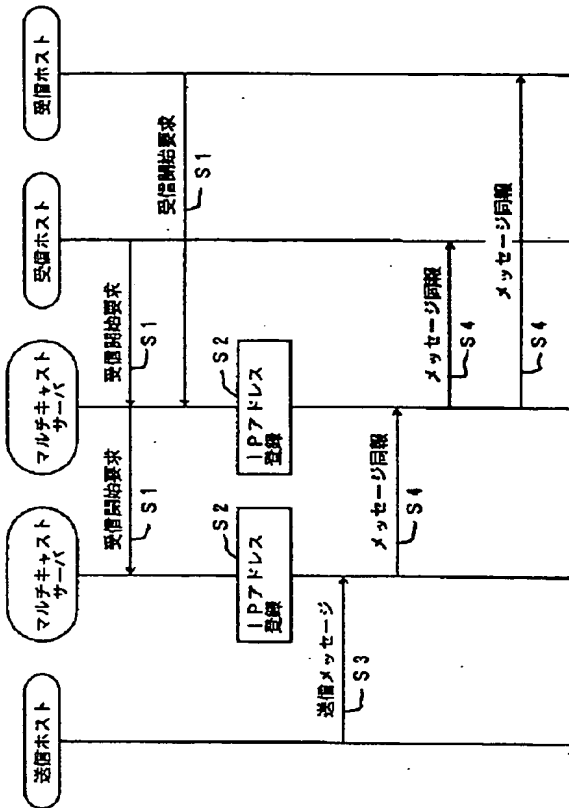 送信ホスト
マルチキャスト
サーバ
マルチキャスト
サーバ
受信ホスト
受信ホスト
受信開始要求
S1
受信開始要求
S1
受信開始要求
S1
S2
IPアドレス
登録
S2
IPアドレス
登録
送信メッセージ
S3
メッセージ同報
S4
メッセージ同報
S4
メッセージ同報
S4